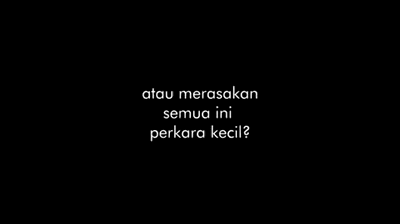 atau merasakan
semua ini
perkara kecil?